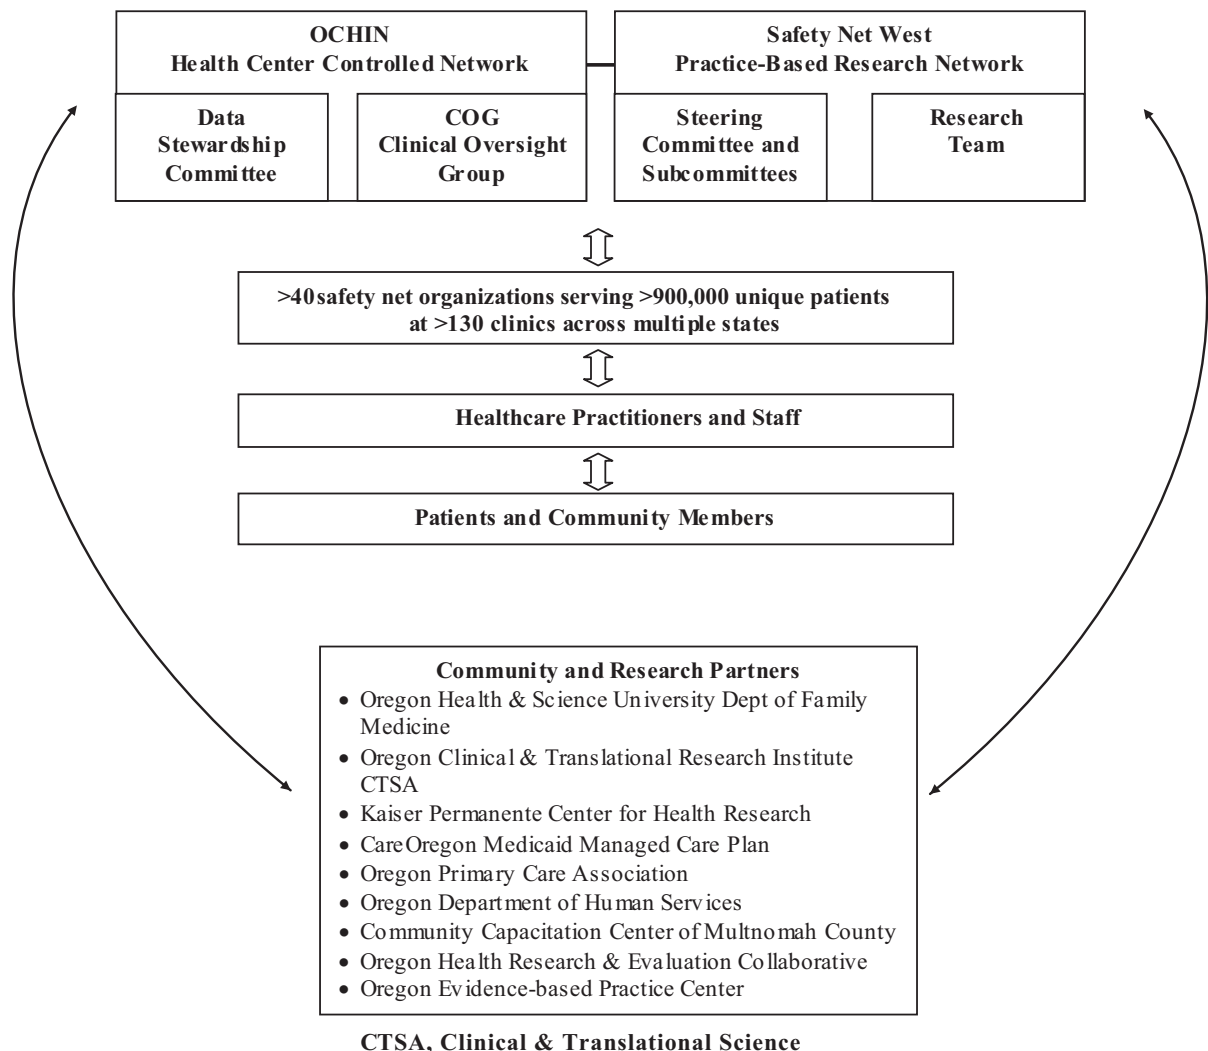 OCHIN
Health Center Controlled Network
Safety Net West
Practice-Based Research Network
Data
Stewardship
Committee
COG
Clinical Oversight
Group
Steering
Committee and
Subcommittees
Research
Team
>40 safety net organizations serving >900,000 unique patients
at >130 clinics across multiple states
Healthcare Practitioners and Staff
Patients and Community Members
Community and Research Partners
• Oregon Health & Science University Dept of Family
Medicine
• Oregon Clinical & Translational Research Institute
CTSA
• Kaiser Permanente Center for Health Research
• CareOregon Medicaid Managed Care Plan
• Oregon Primary Care Association
• Oregon Department of Human Services
• Community Capacitation Center of Multnomah County
• Oregon Health Research & Evaluation Collaborative
• Oregon Evidence-based Practice Center
CTSA, Clinical & Translational Science